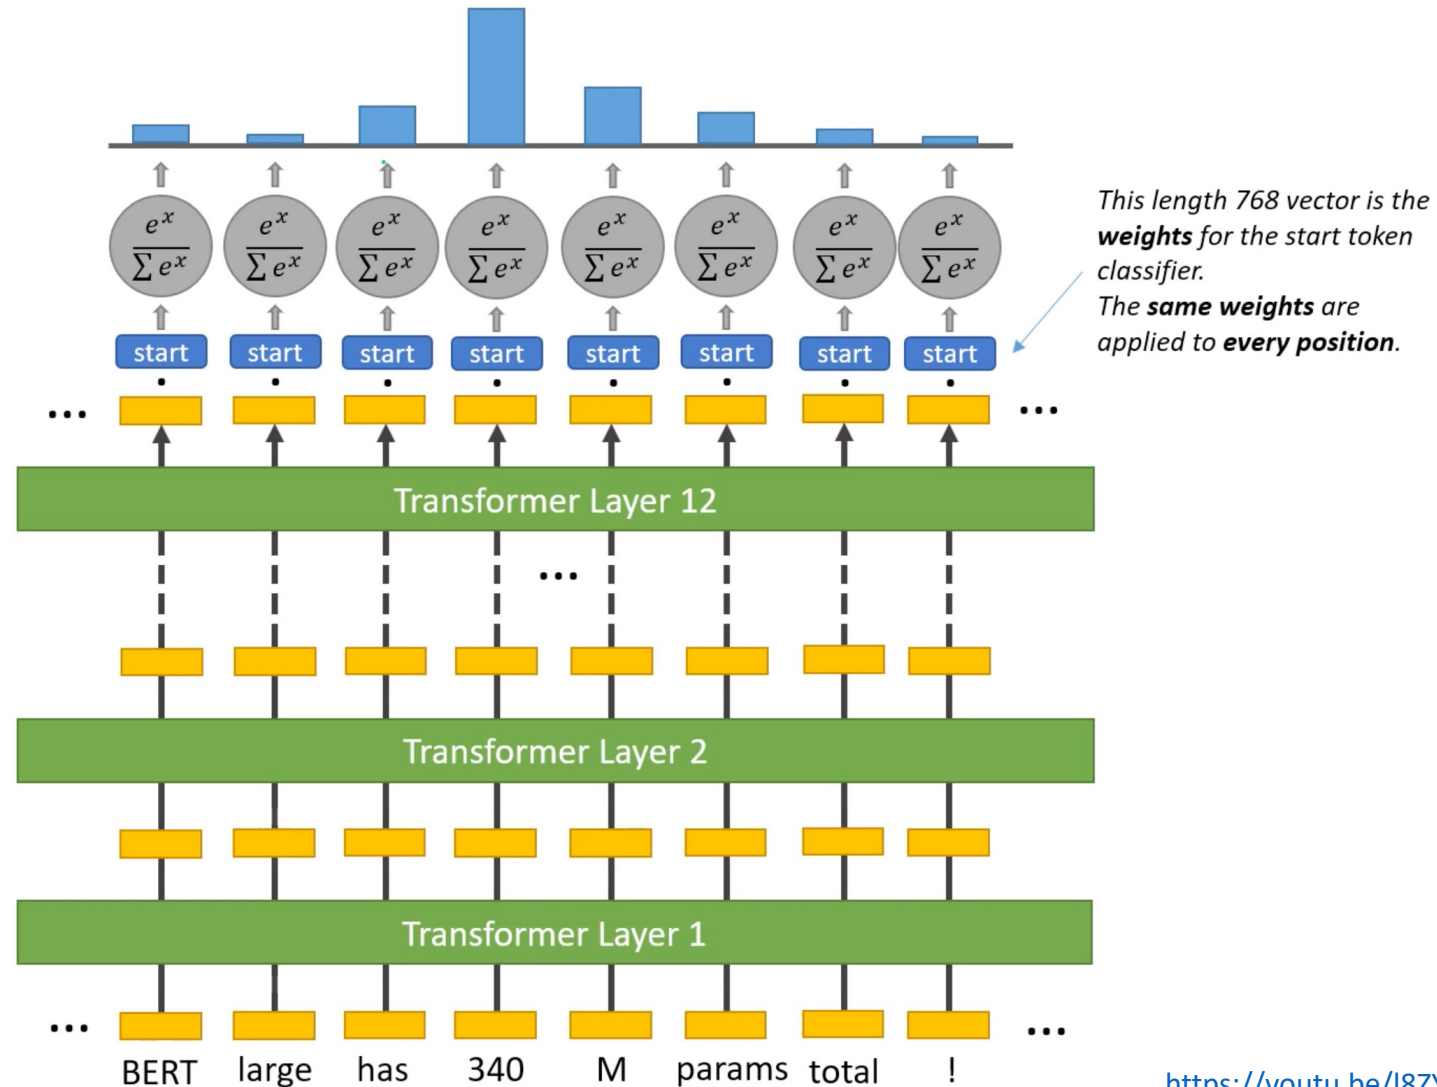 e^x / ∑ e^x e^x / ∑ e^x e^x / ∑ e^x e^x / ∑ e^x e^x / ∑ e^x e^x / ∑ e^x e^x / ∑ e^x e^x / ∑ e^x
This length 768 vector is the
weights for the start token
classifier.
The same weights are
applied to every position.
start start start start start start start start
... ...
Transformer Layer 12
...
Transformer Layer 2
Transformer Layer 1
... ...
BERT large has 340 M params total !